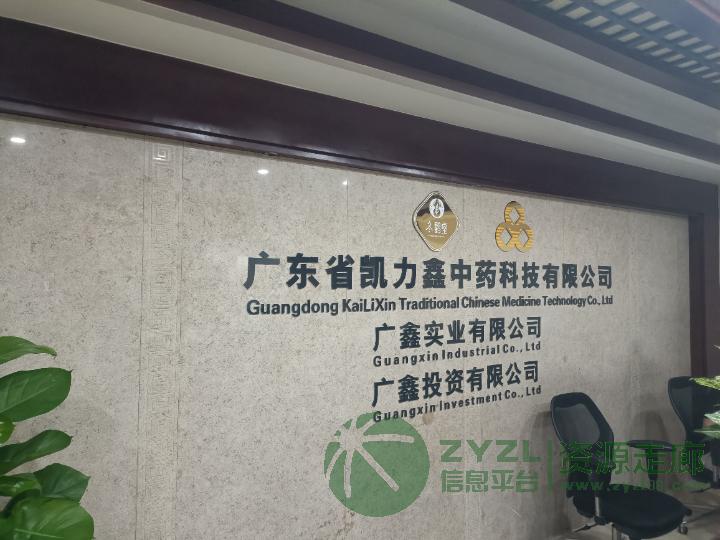 广东省凯力鑫中药科技有限公司
Guangdong KaiLiXin Traditional Chinese Medicine Technology Co., Ltd
广鑫实业有限公司
Guangxin Industrial Co., Ltd
广鑫投资有限公司
Guangxin Investment Co., Ltd
ZYZL
信息平台
资源走廊